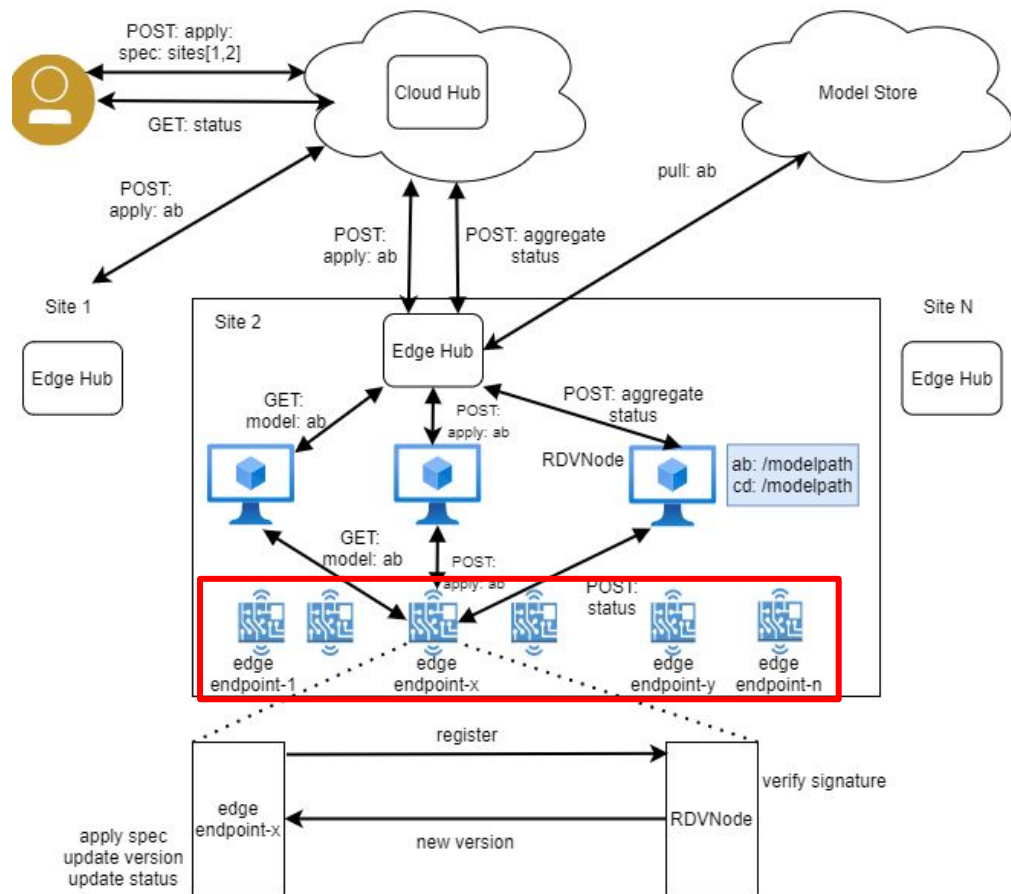 POST: apply:
spec: sites[1,2]
GET: status
Cloud Hub
Model Store
POST:
apply: ab
pull: ab
POST:
apply: ab
POST: aggregate
status
Site 1
Edge Hub
Site 2
Edge Hub
Site N
Edge Hub
GET:
model: ab
POST:
apply: ab
POST: aggregate
status
RDVNode
ab: /modelpath
cd: /modelpath
GET:
model: ab
POST:
apply: ab
POST:
status
edge
endpoint-1
edge
endpoint-x
edge
endpoint-y
edge
endpoint-n
register
verify signature
edge
endpoint-x
RDVNode
new version
apply spec
update version
update status